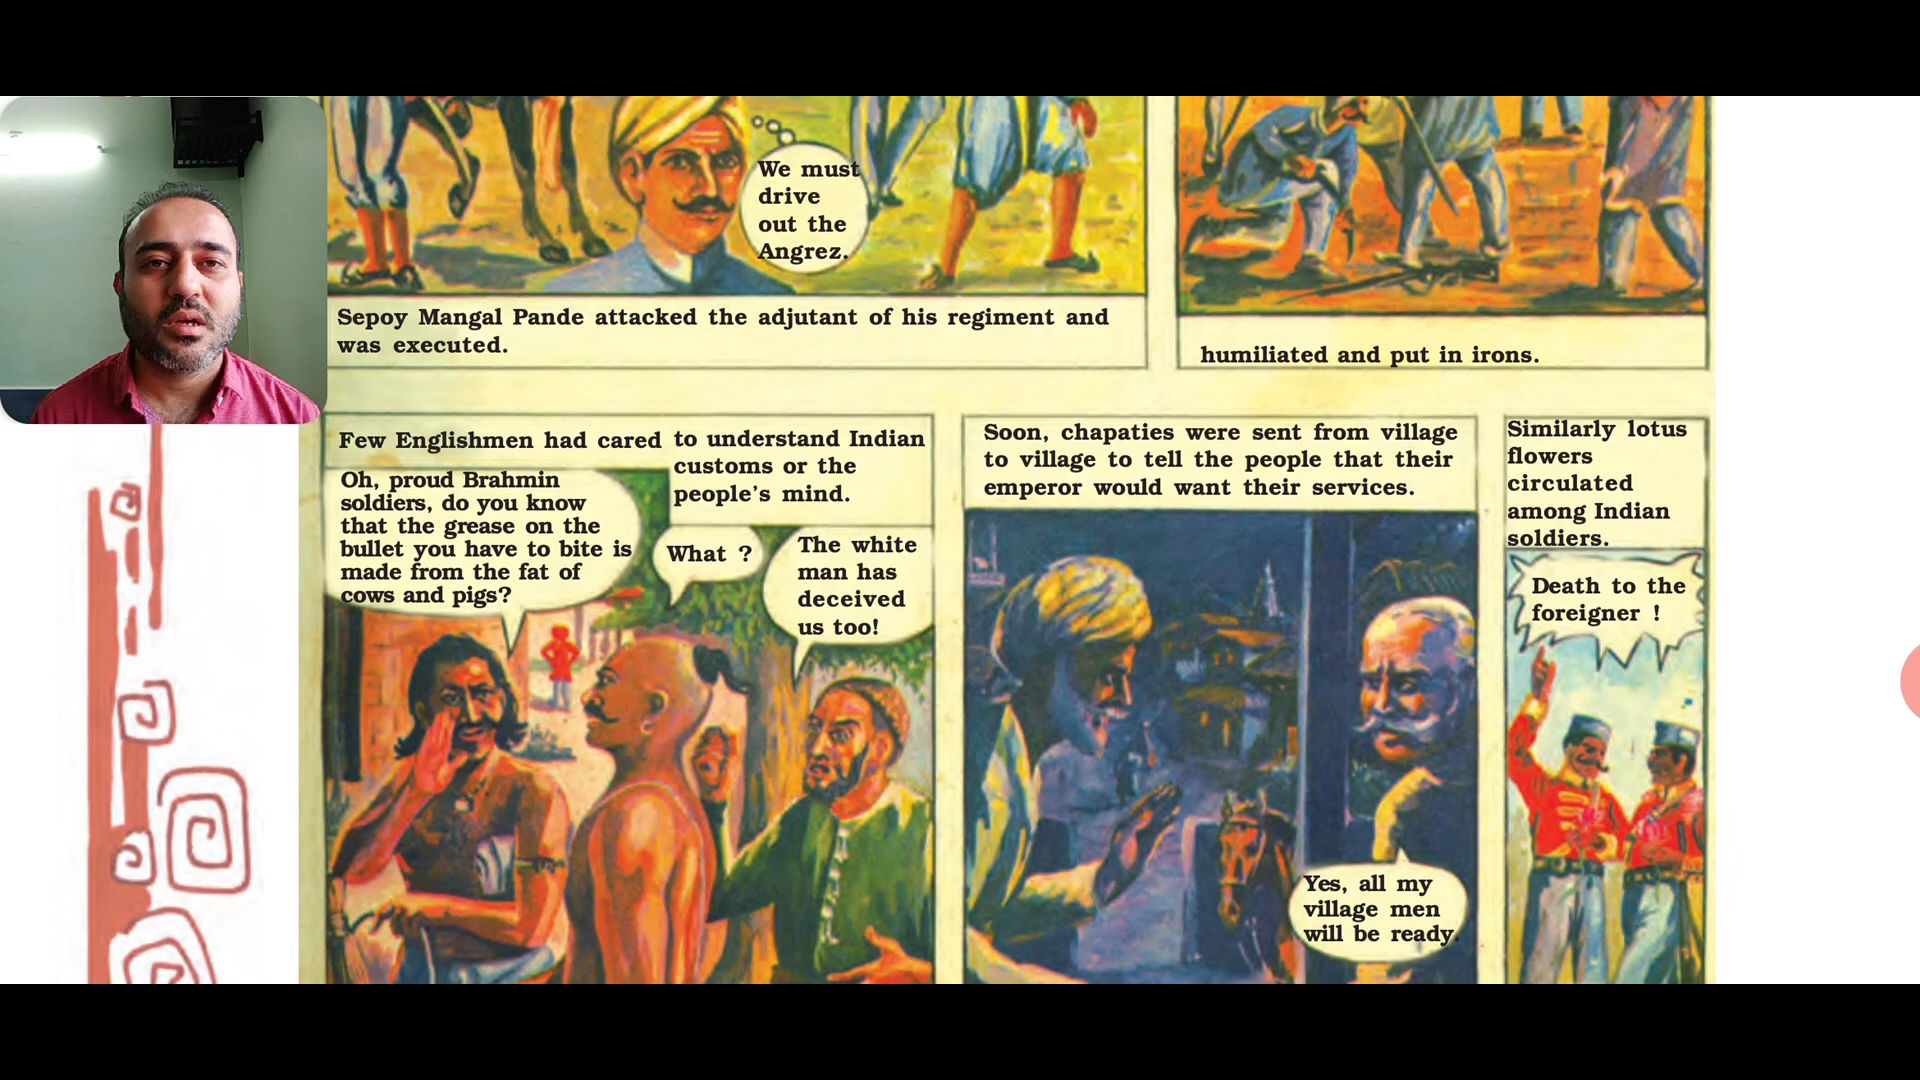 We must
drive
out the
Angrez.
Sepoy Mangal Pande attacked the adjutant of his regiment and
was executed.
humiliated and put in irons.
Few Englishmen had cared to understand Indian
customs or the
people's mind.
Oh, proud Brahmin
soldiers, do you know
that the grease on the
bullet you have to bite is
made from the fat of
cows and pigs?
What ?
The white
man has
deceived
us too!
Soon, chapaties were sent from village
to village to tell the people that their
emperor would want their services.
Yes, all my
village men
will be ready.
Similarly lotus
flowers
circulated
among Indian
soldiers.
Death to the
foreigner !